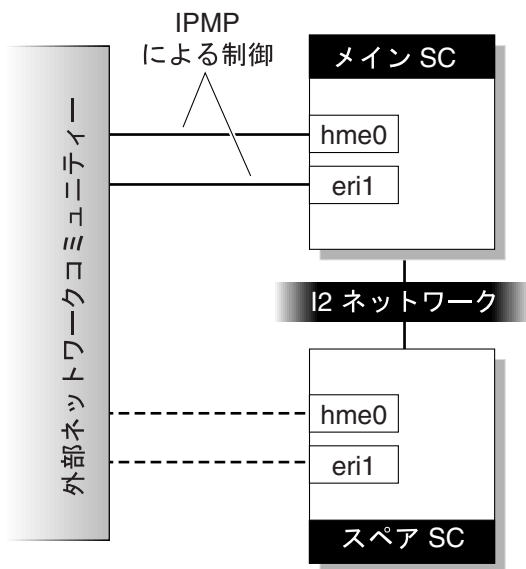 IPMP
による制御
メイン SC
hme0
eri1
外部ネットワークコミュニティー
I2 ネットワーク
hme0
eri1
スペア SC